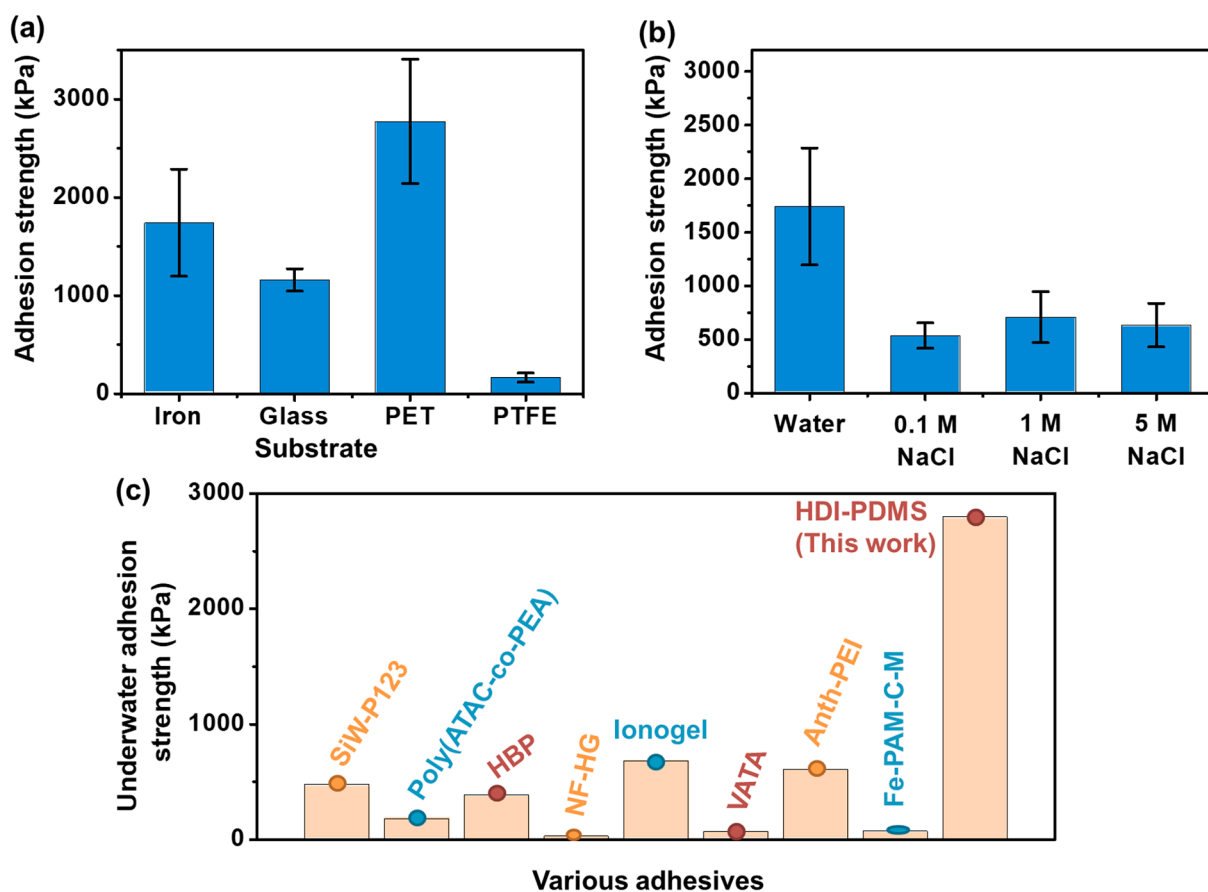 (a)
Adhesion strength (kPa)
3000
2000
1000
0
Iron Glass PET PTFE
Substrate
(b)
Adhesion strength (kPa)
3000
2500
2000
1500
1000
500
0
Water 0.1 M 1 M 5 M
NaCl NaCl NaCl
(c)
Underwater adhesion
strength (kPa)
3000
2000
1000
0
SiW-P123
Poly(ATAC-co-PEA)
HBP
NF-HG
Ionogel
VATA
Anth-PEI
Fe-PAM-C-M
HDI-PDMS
(This work)
Various adhesives